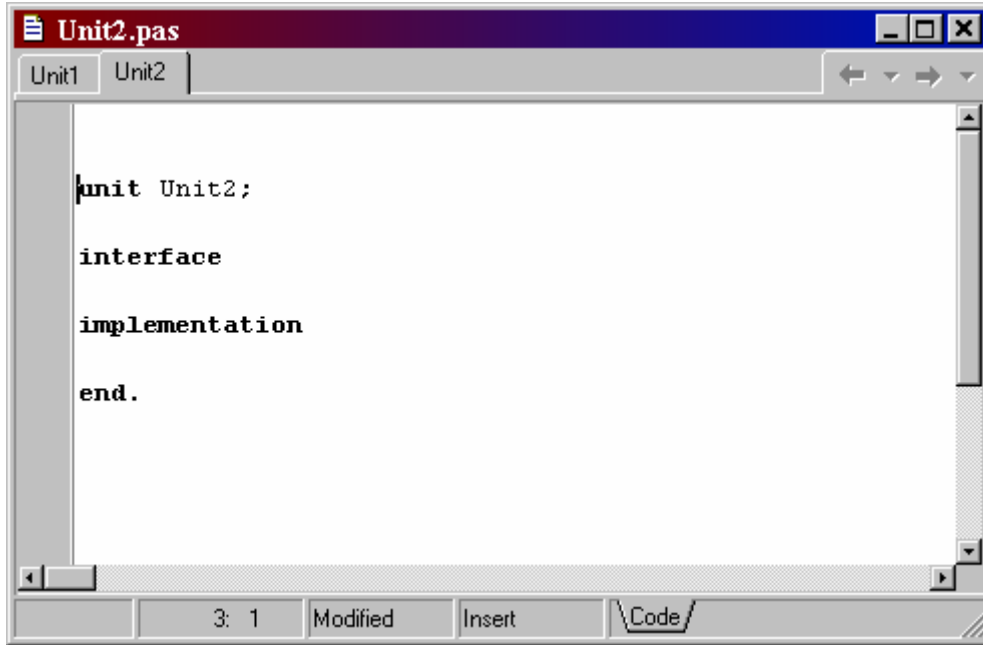 Unit2.pas
Unit1 Unit2
unit Unit2;
interface
implementation
end.
3: 1 Modified Insert Code